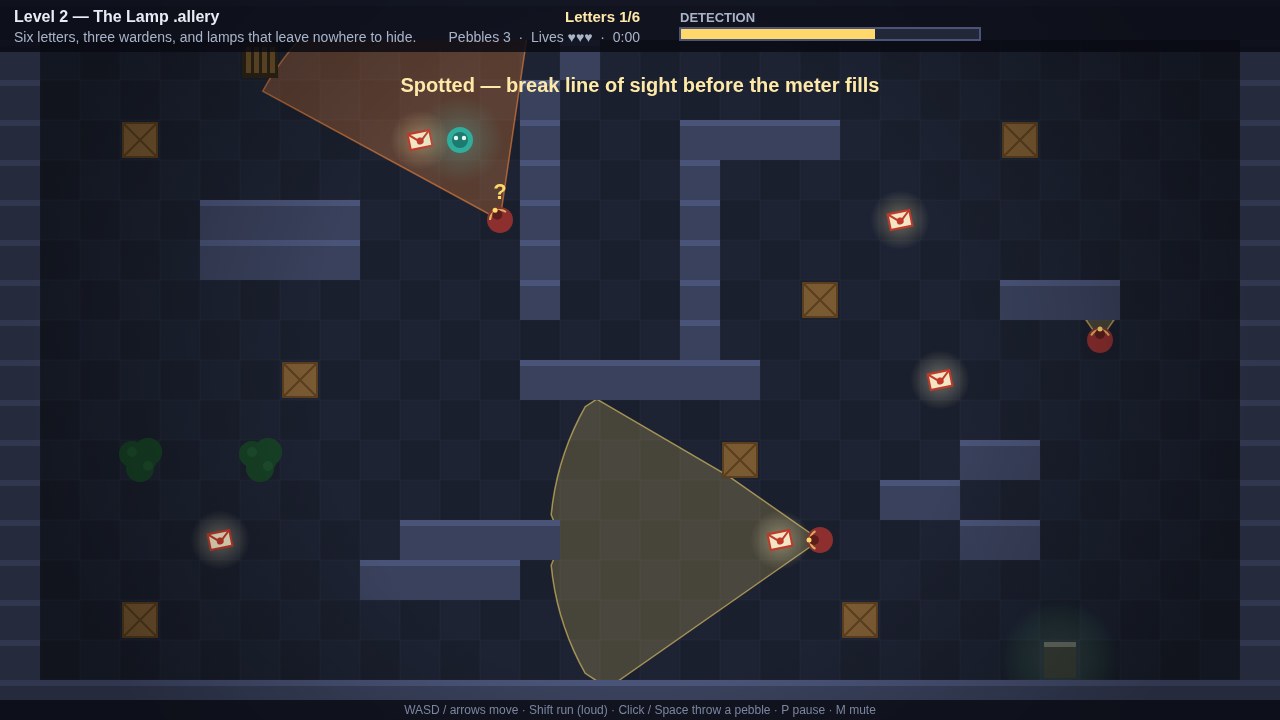 Level 2 — The Lamp .allery
Six letters, three wardens, and lamps that leave nowhere to hide.
Letters 1/6
Pebbles 3 · Lives ♥♥♥ · 0:00
DETECTION
Spotted — break line of sight before the meter fills
?
WASD / arrows move · Shift run (loud) · Click / Space throw a pebble · P pause · M mute